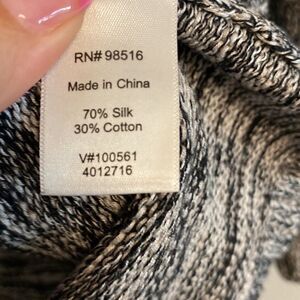 RN# 98516
Made in China
70% Silk
30% Cotton
V#100561
4012716